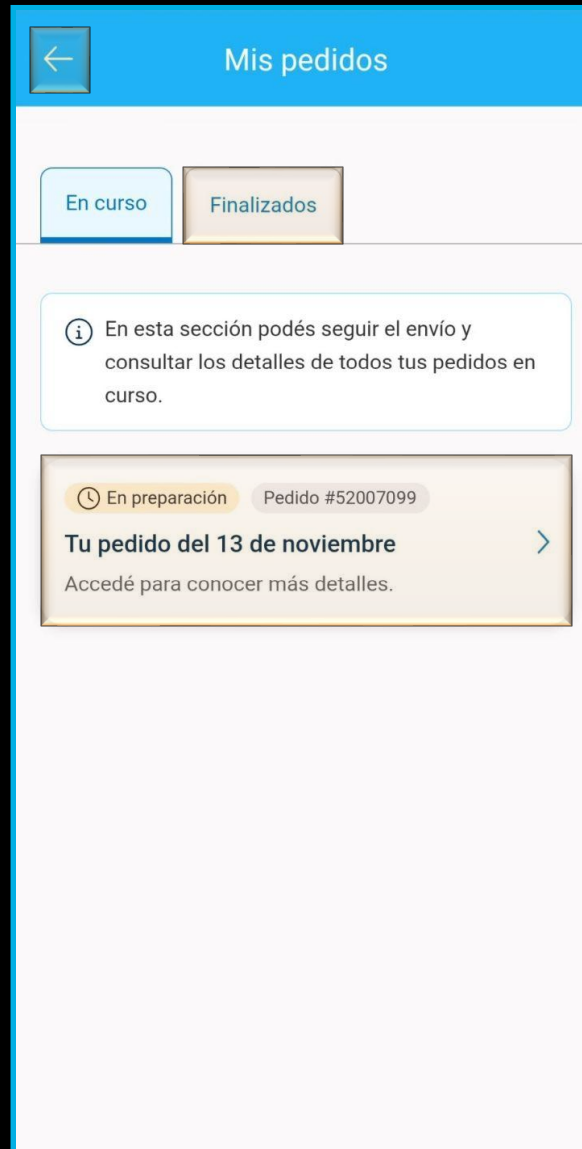 Mis pedidos
En curso
Finalizados
En esta sección podés seguir el envío y
consultar los detalles de todos tus pedidos en
curso.
En preparación
Pedido #52007099
Tu pedido del 13 de noviembre
Accedé para conocer más detalles.